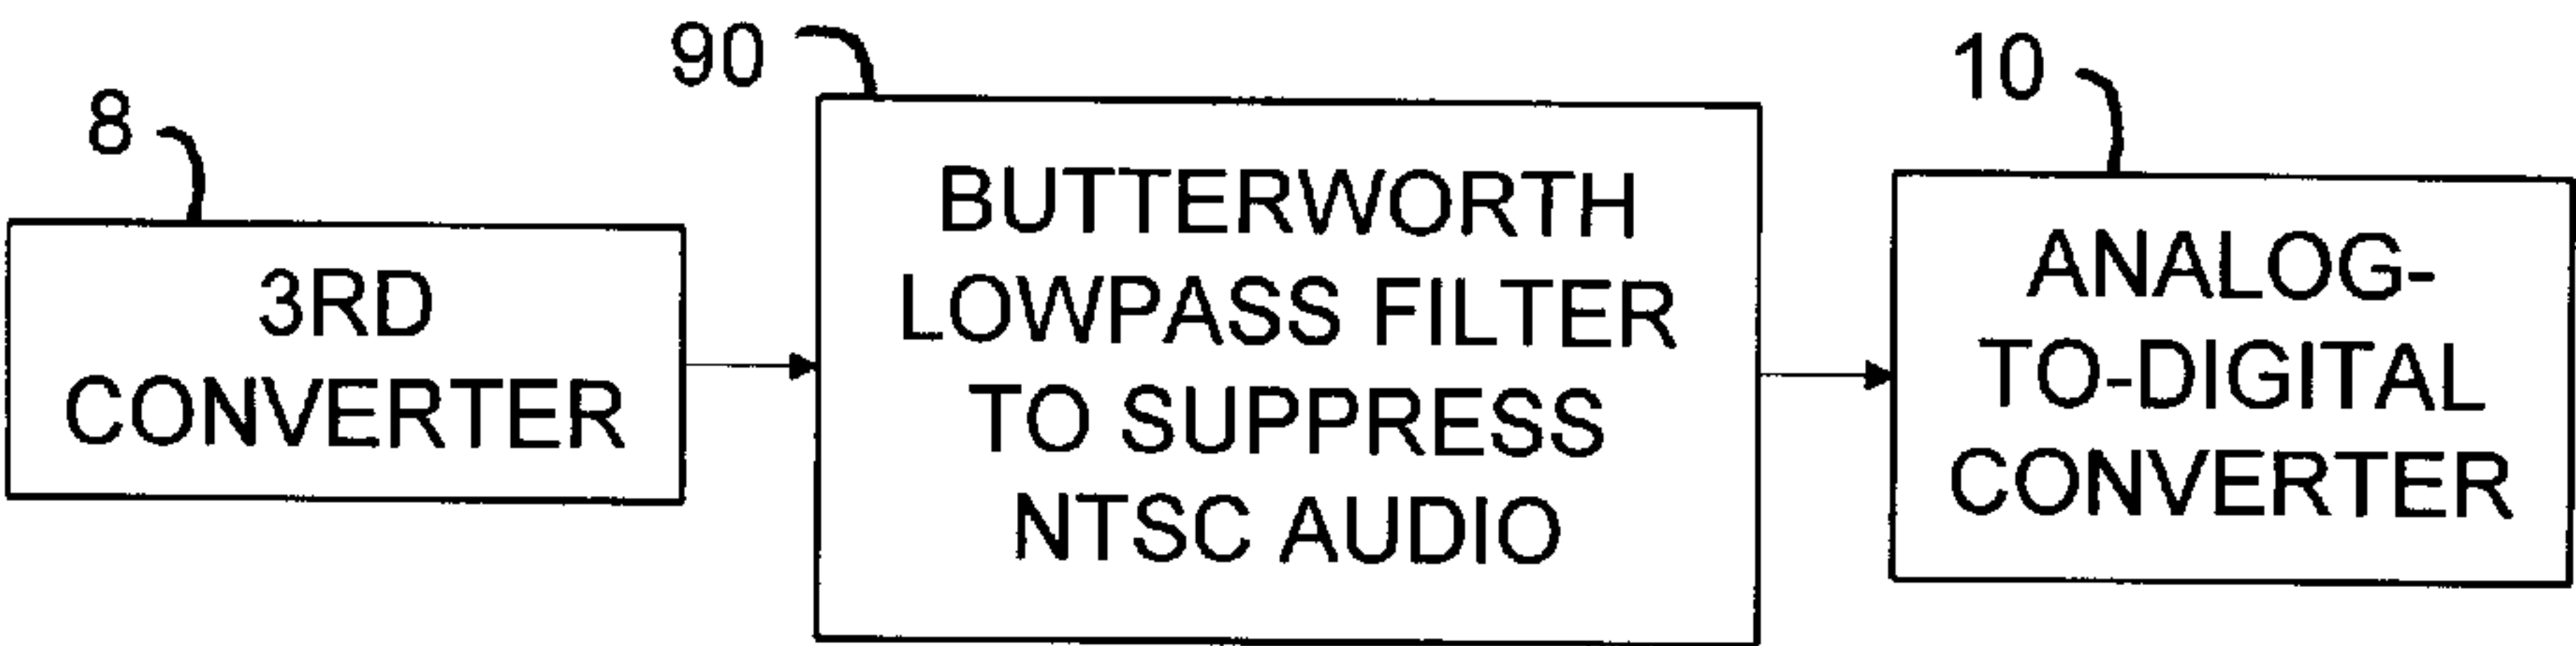 8
3RD
CONVERTER
90
BUTTERWORTH
LOWPASS FILTER
TO SUPPRESS
NTSC AUDIO
10
ANALOG-
TO-DIGITAL
CONVERTER